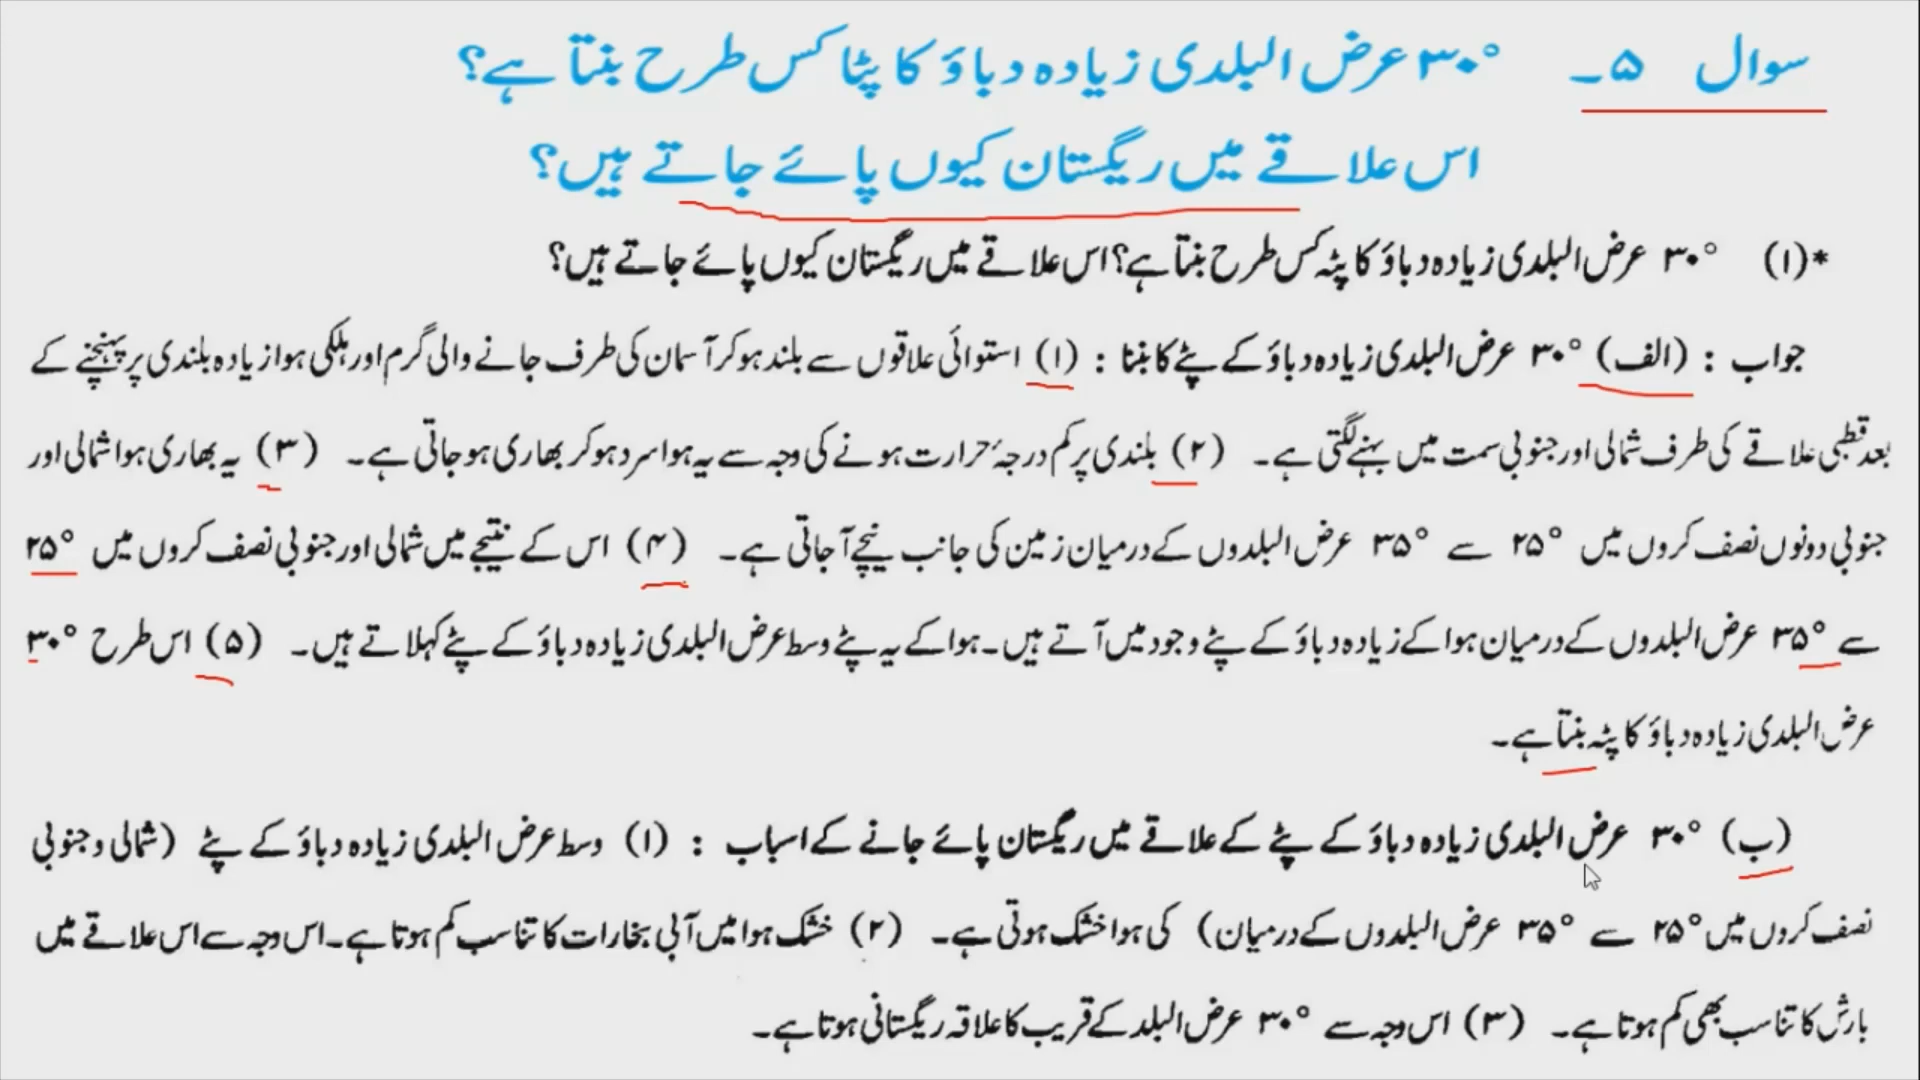 سوال ۵۔ ۳۰° عرض البلدی زیادہ دباؤ کا پٹا کس طرح بنتا ہے؟
اس علاقے میں ریگستان کیوں پائے جاتے ہیں؟
*(۱) ۳۰° عرض البلدی زیادہ دباؤ کا پٹہ کس طرح بنتا ہے؟ اس علاقے میں ریگستان کیوں پائے جاتے ہیں؟
جواب : (الف) ۳۰° عرض البلدی زیادہ دباؤ کے پٹے کا بننا : (۱) استوائی علاقوں سے بلند ہو کر آسمان کی طرف جانے والی گرم اور ہلکی ہوا زیادہ بلندی پر پہنچنے کے
بعد قطبی علاقے کی طرف شمالی اور جنوبی سمت میں بہنے لگتی ہے۔ (۲) بلندی پر کم درجۂ حرارت ہونے کی وجہ سے یہ ہوا سرد ہو کر بھاری ہو جاتی ہے۔ (۳) یہ بھاری ہوا شمالی اور
جنوبی دونوں نصف کروں میں ۲۵° سے ۳۵° عرض البلدوں کے درمیان زمین کی جانب نیچے آ جاتی ہے۔ (۴) اس کے نتیجے میں شمالی اور جنوبی نصف کروں میں ۲۵°
سے ۳۵° عرض البلدوں کے درمیان ہوا کے زیادہ دباؤ کے پٹے وجود میں آتے ہیں۔ ہوا کے یہ پٹے وسط عرض البلدی زیادہ دباؤ کے پٹے کہلاتے ہیں۔ (۵) اس طرح ۳۰°
عرض البلدی زیادہ دباؤ کا پٹہ بنتا ہے۔
(ب) ۳۰° عرض البلدی زیادہ دباؤ کے پٹے کے علاقے میں ریگستان پائے جانے کے اسباب : (۱) وسط عرض البلدی زیادہ دباؤ کے پٹے (شمالی و جنوبی
نصف کروں میں ۲۵° سے ۳۵° عرض البلدوں کے درمیان) کی ہوا خشک ہوتی ہے۔ (۲) خشک ہوا میں آبی بخارات کا تناسب کم ہوتا ہے۔ اس وجہ سے اس علاقے میں
بارش کا تناسب بھی کم ہوتا ہے۔ (۳) اس وجہ سے ۳۰° عرض البلد کے قریب کا علاقہ ریگستانی ہوتا ہے۔